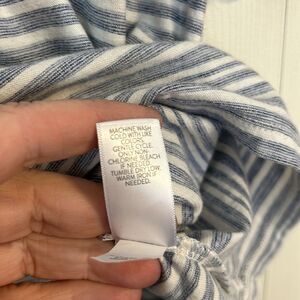 MACHINE WASH
COLD WITH LIKE
COLORS,
GENTLE CYCLE.
ONLY NON-
CHLORINE BLEACH
IF NEEDED.
TUMBLE DRY LOW.
WARM IRON IF
NEEDED.